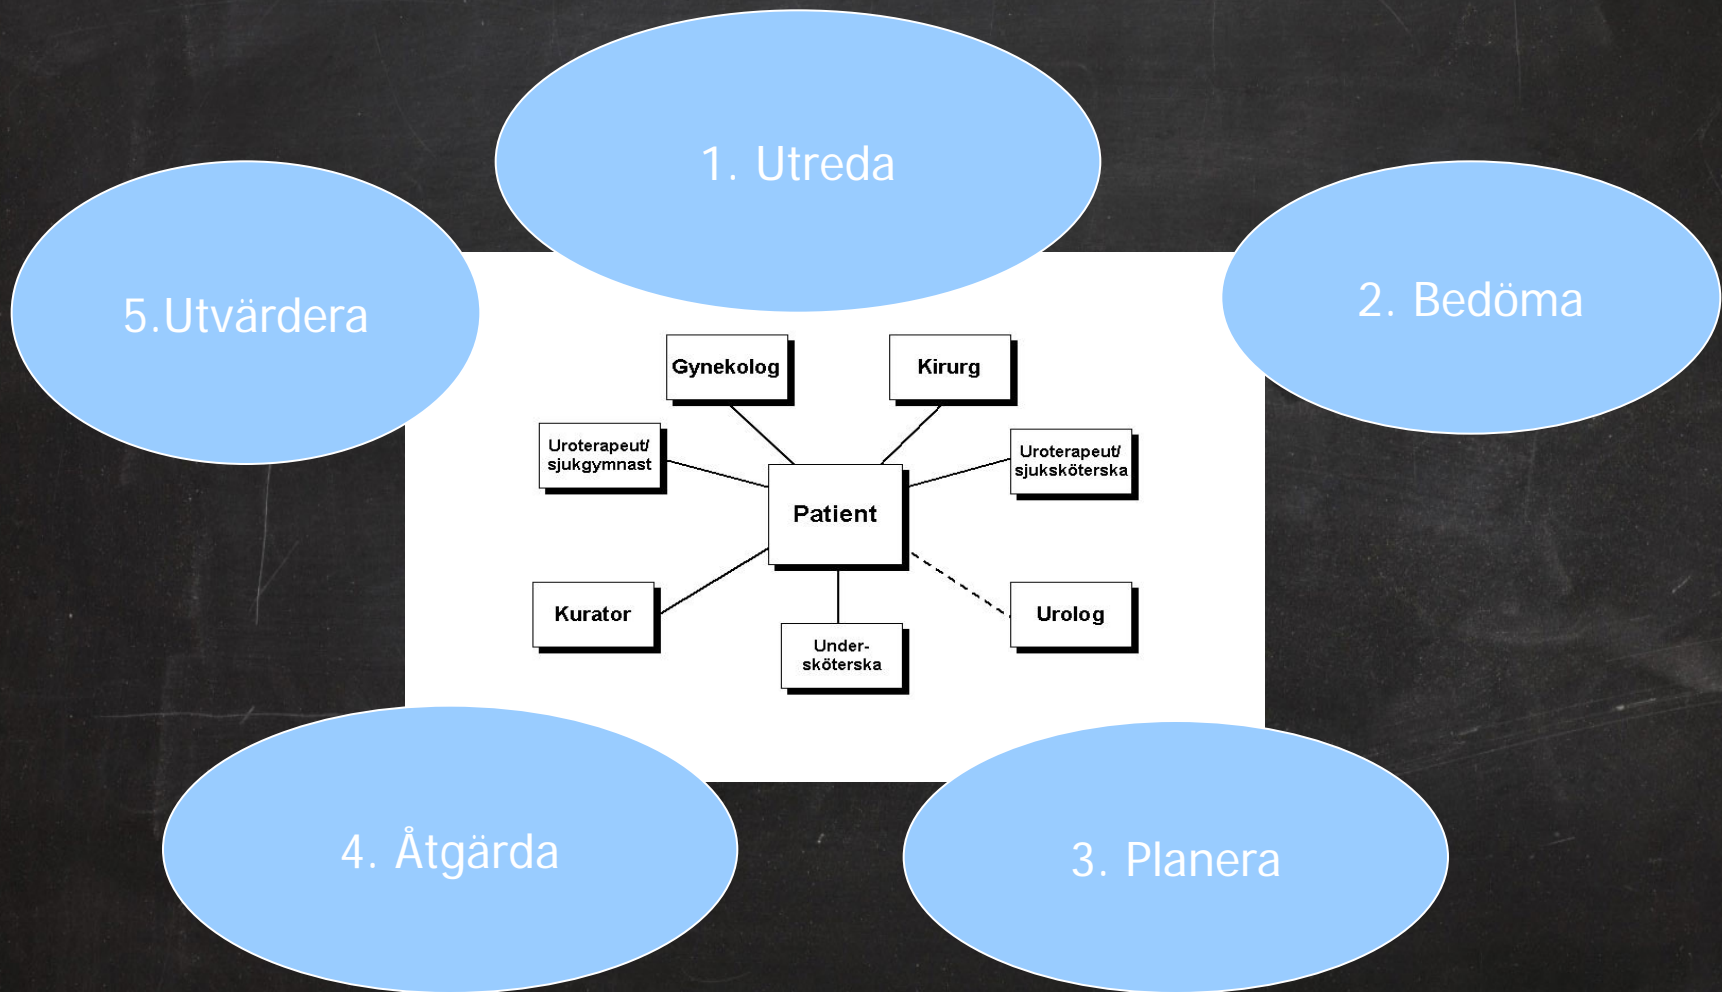 1. Utreda
5.Utvärdera
2. Bedöma
Gynekolog
Kirurg
Uroterapeut/
sjukgymnast
Uroterapeut/
sjuksköterska
Patient
Kurator
Under-
sköterska
Urolog
4. Åtgärda
3. Planera